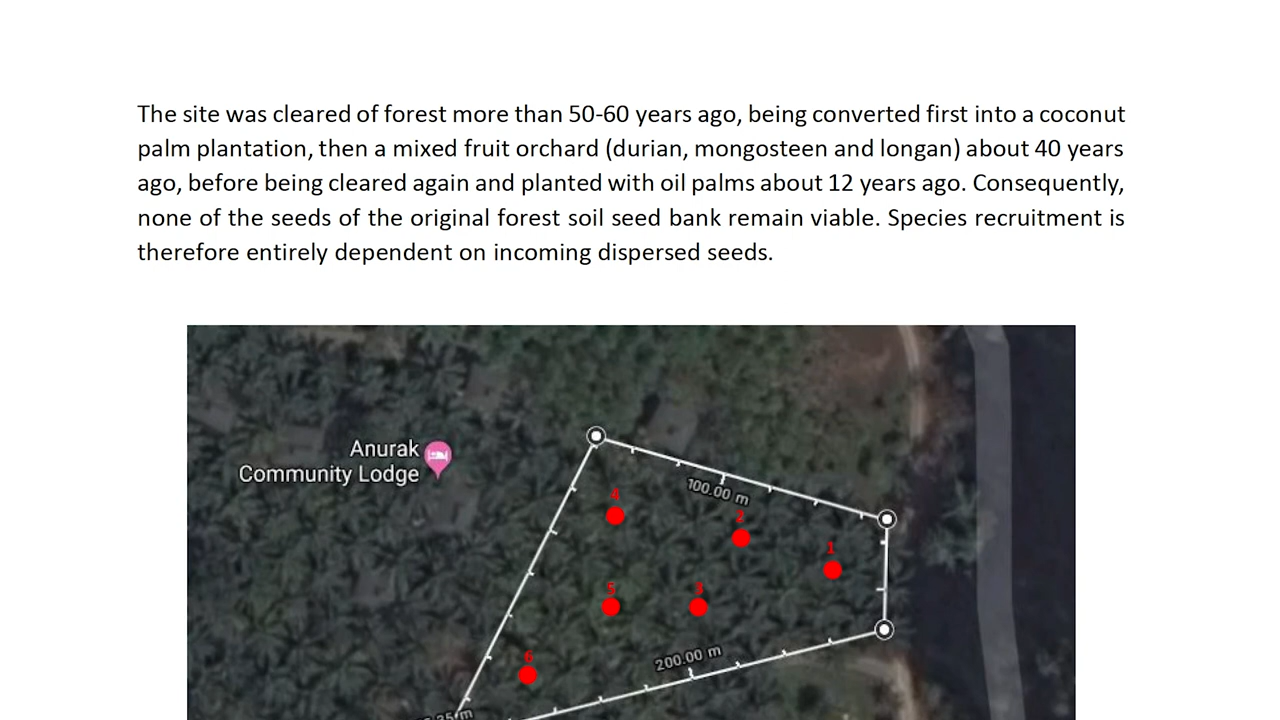 The site was cleared of forest more than 50-60 years ago, being converted first into a coconut
palm plantation, then a mixed fruit orchard (durian, mongosteen and longan) about 40 years
ago, before being cleared again and planted with oil palms about 12 years ago. Consequently,
none of the seeds of the original forest soil seed bank remain viable. Species recruitment is
therefore entirely dependent on incoming dispersed seeds.
Anurak
Community Lodge
100.00 m
4
2
1
5
3
6
200.00 m